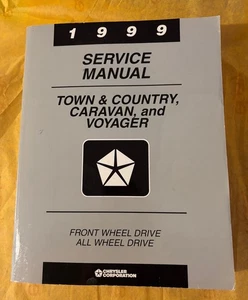 1999
SERVICE
MANUAL
TOWN & COUNTRY,
CARAVAN, and
VOYAGER
FRONT WHEEL DRIVE
ALL WHEEL DRIVE
CHRYSLER
CORPORATION